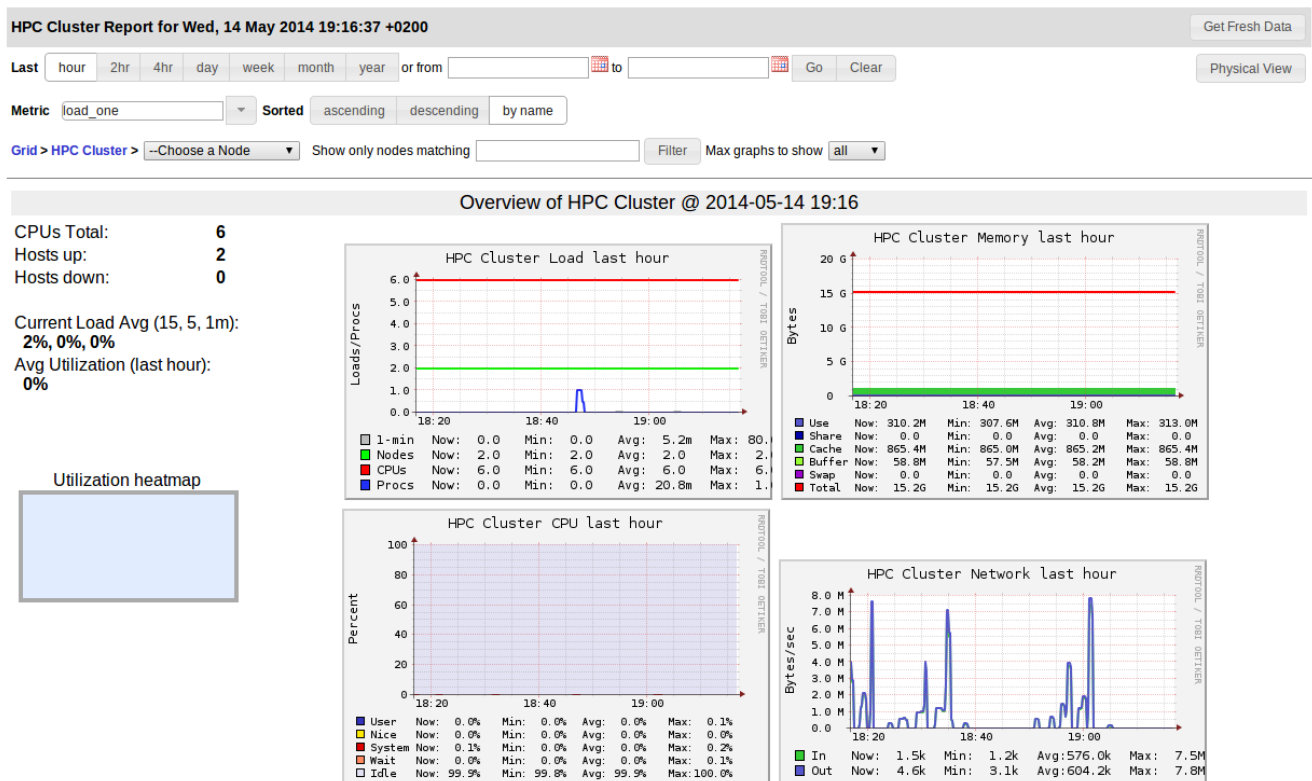 HPC Cluster Report for Wed, 14 May 2014 19:16:37 +0200
Get Fresh Data
Last hour 2hr 4hr day week month year or from to Go Clear
Physical View
Metric load_one Sorted ascending descending by name
Grid > HPC Cluster > --Choose a Node Show only nodes matching Filter Max graphs to show all
Overview of HPC Cluster @ 2014-05-14 19:16
CPUs Total: 6
Hosts up: 2
Hosts down: 0
Current Load Avg (15, 5, 1m):
2%, 0%, 0%
Avg Utilization (last hour):
0%
Utilization heatmap
HPC Cluster Load last hour
RRDTOOL / TOBI OETIKER
Loads/Procs
6.0
5.0
4.0
3.0
2.0
1.0
0.0
18:20 18:40 19:00
1-min Now: 0.0 Min: 0.0 Avg: 5.2m Max: 80.
Nodes Now: 2.0 Min: 2.0 Avg: 2.0 Max: 2.
CPUs Now: 6.0 Min: 6.0 Avg: 6.0 Max: 6.
Procs Now: 0.0 Min: 0.0 Avg: 20.8m Max: 1.
HPC Cluster Memory last hour
RRDTOOL / TOBI OETIKER
Bytes
20 G
15 G
10 G
5 G
0
18:20 18:40 19:00
Use Now: 310.2M Min: 307.6M Avg: 310.8M Max: 313.0M
Share Now: 0.0 Min: 0.0 Avg: 0.0 Max: 0.0
Cache Now: 865.4M Min: 865.0M Avg: 865.2M Max: 865.4M
Buffer Now: 58.8M Min: 57.5M Avg: 58.2M Max: 58.8M
Swap Now: 0.0 Min: 0.0 Avg: 0.0 Max: 0.0
Total Now: 15.2G Min: 15.2G Avg: 15.2G Max: 15.2G
HPC Cluster CPU last hour
RRDTOOL / TOBI OETIKER
Percent
100
80
60
40
20
0
18:20 18:40 19:00
User Now: 0.0% Min: 0.0% Avg: 0.0% Max: 0.1%
Nice Now: 0.0% Min: 0.0% Avg: 0.0% Max: 0.0%
System Now: 0.1% Min: 0.0% Avg: 0.0% Max: 0.2%
Wait Now: 0.0% Min: 0.0% Avg: 0.0% Max: 0.1%
Idle Now: 99.9% Min: 99.8% Avg: 99.9% Max:100.0%
HPC Cluster Network last hour
RRDTOOL / TOBI OETIKER
Bytes/sec
8.0 M
7.0 M
6.0 M
5.0 M
4.0 M
3.0 M
2.0 M
1.0 M
0.0
18:20 18:40 19:00
In Now: 1.5k Min: 1.2k Avg:576.0k Max: 7.5M
Out Now: 4.6k Min: 3.1k Avg:604.2k Max: 7.8M